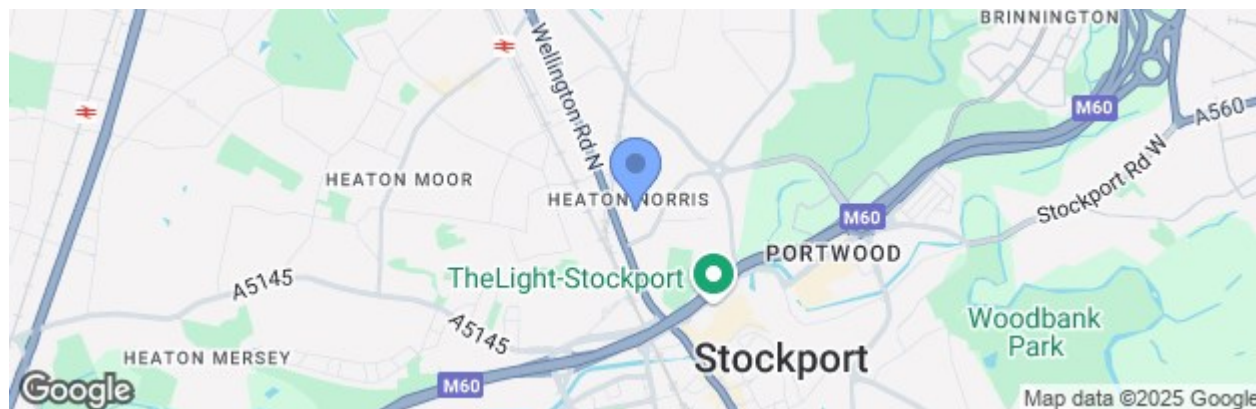 BRINNINGTON
Wellington Rd N
M60
A560
HEATON MOOR
HEATON NORRIS
Stockport Rd W
M60
PORTWOOD
TheLight-Stockport
A5145
A5145
Woodbank
Park
HEATON MERSEY
Stockport
M60
Google
Map data ©2025 Google